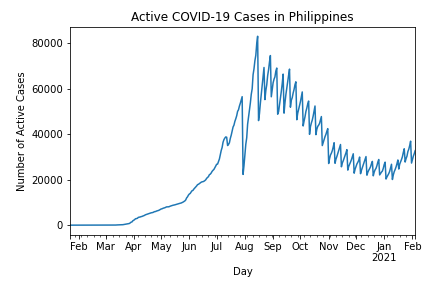 Active COVID-19 Cases in Philippines
Number of Active Cases
80000
60000
40000
20000
0
Feb Mar Apr May Jun Jul Aug Sep Oct Nov Dec Jan Feb
2021
Day